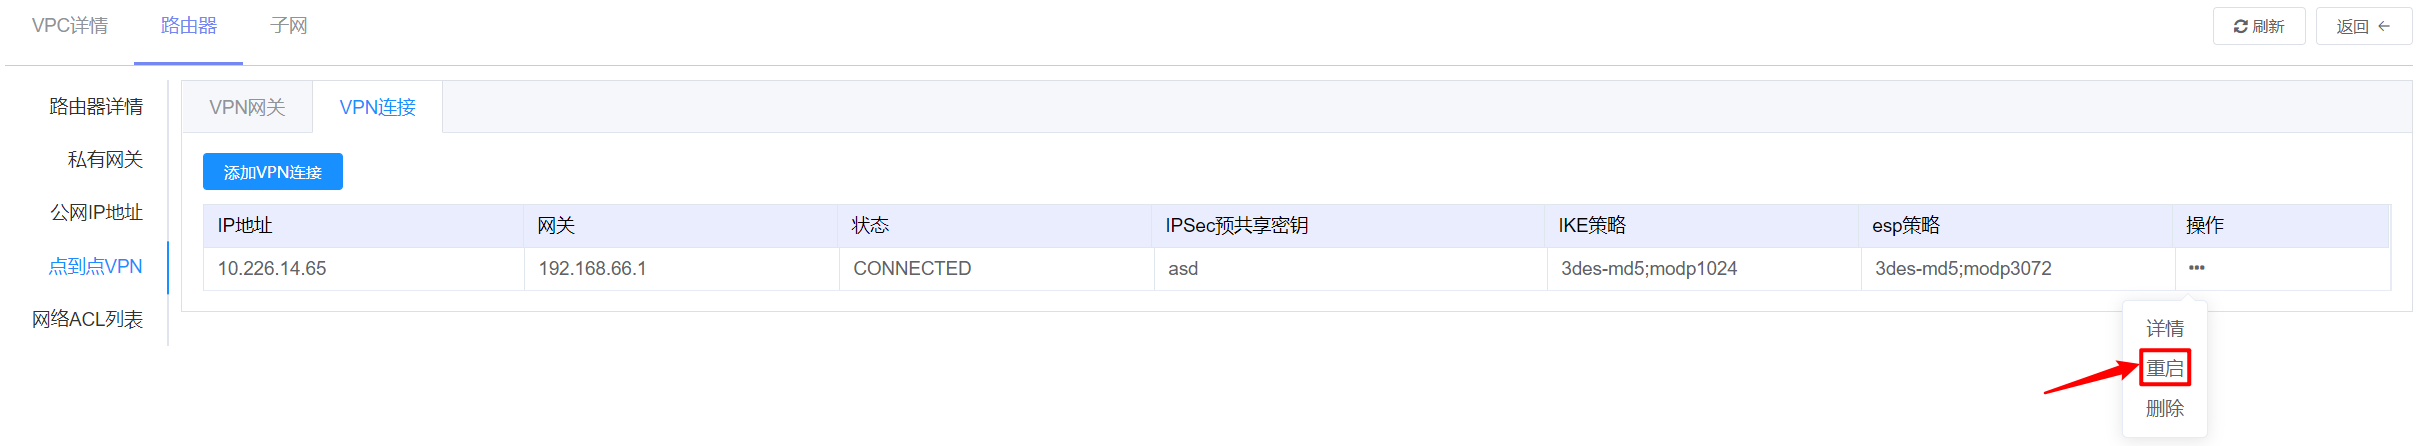 VPC详情 路由器 子网 刷新 返回 ←
路由器详情
私有网关
公网IP地址
点到点VPN
网络ACL列表
VPN网关 VPN连接
添加VPN连接
IP地址 网关 状态 IPSec预共享密钥 IKE策略 esp策略 操作
10.226.14.65 192.168.66.1 CONNECTED asd 3des-md5;modp1024 3des-md5;modp3072 •••
详情
重启
删除